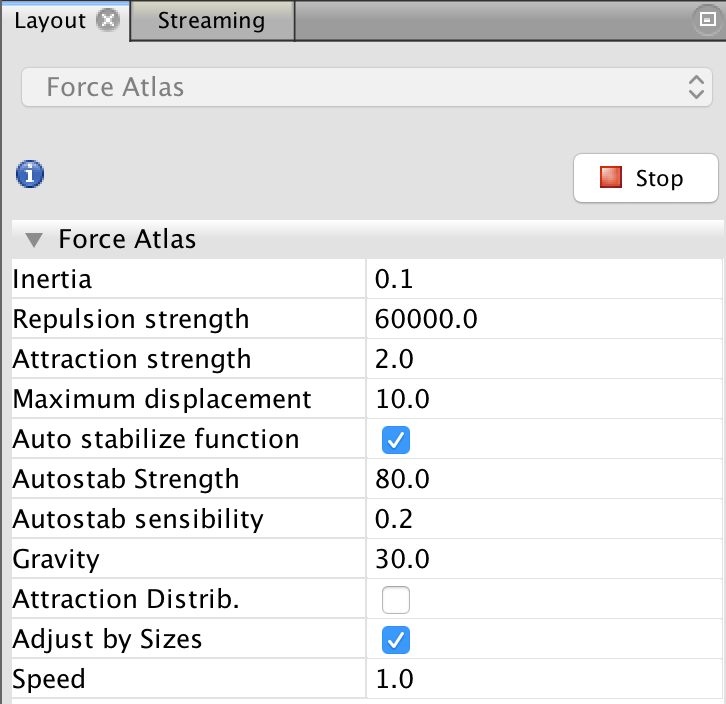 Layout Streaming
Force Atlas
Stop
Force Atlas
Inertia 0.1
Repulsion strength 60000.0
Attraction strength 2.0
Maximum displacement 10.0
Auto stabilize function
Autostab Strength 80.0
Autostab sensibility 0.2
Gravity 30.0
Attraction Distrib.
Adjust by Sizes
Speed 1.0